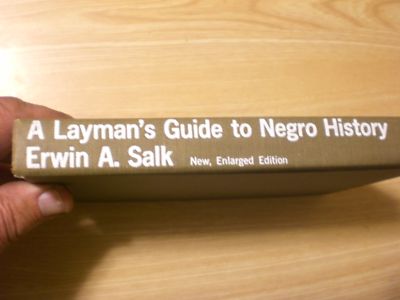 A Layman's Guide to Negro History
Erwin A. Salk New, Enlarged Edition